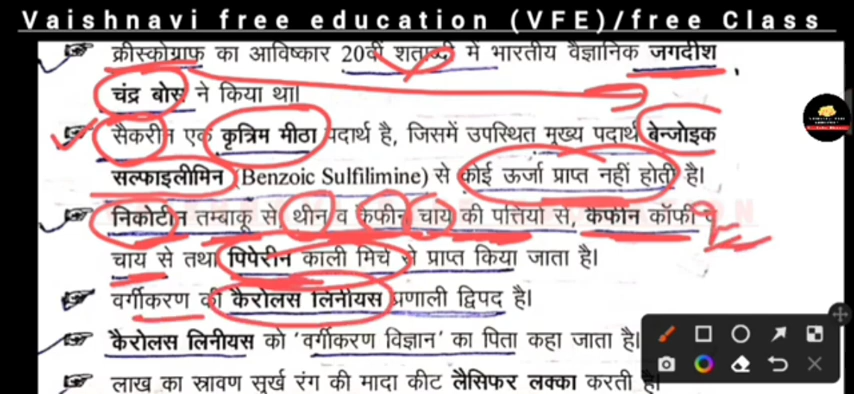 Vaishnavi free education (VFE)/free Class
क्रीस्कोग्राफ का आविष्कार 20वीं शताब्दी में भारतीय वैज्ञानिक जगदीश
चंद्र बोस ने किया था।
सैकरीन एक कृत्रिम मीठा पदार्थ है, जिसमें उपस्थित मुख्य पदार्थ बेन्जोइक
सल्फाइलीमिन (Benzoic Sulfilimine) से कोई ऊर्जा प्राप्त नहीं होती है।
निकोटीन तम्बाकू से थीन व कैफीन चाय की पत्तियों से, कैफीन कॉफी
चाय से तथा पिपेरीन काली मिर्च से प्राप्त किया जाता है।
वर्गीकरण की कैरोलस लिनीयस प्रणाली द्विपद है।
कैरोलस लिनीयस को 'वर्गीकरण विज्ञान' का पिता कहा जाता है।
लाख का स्रावण सुर्ख रंग की मादा कीट लैसिफर लक्का करती है।